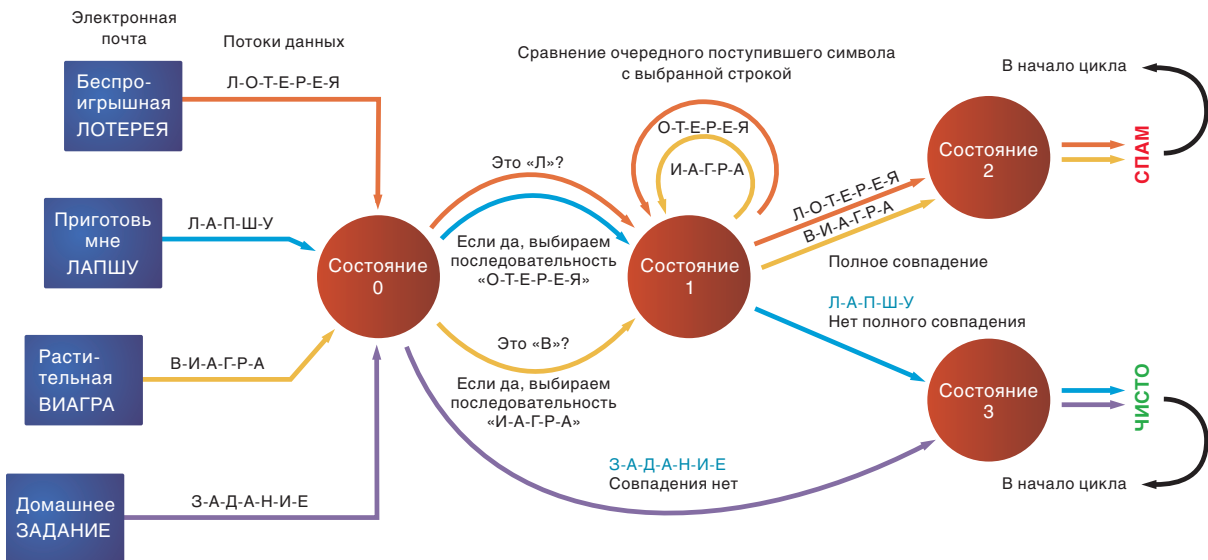 Электронная
почта
Потоки данных
Беспро-
игрышная
ЛОТЕРЕЯ
Л-О-Т-Е-Р-Е-Я
Приготовь
мне
ЛАПШУ
Л-А-П-Ш-У
Расти-
тельная
ВИАГРА
В-И-А-Г-Р-А
Домашнее
ЗАДАНИЕ
З-А-Д-А-Н-И-Е
Состояние
0
Это «Л»?
Если да, выбираем
последовательность
«О-Т-Е-Р-Е-Я»
Это «В»?
Если да, выбираем
последовательность
«И-А-Г-Р-А»
Сравнение очередного поступившего символа
с выбранной строкой
О-Т-Е-Р-Е-Я
И-А-Г-Р-А
Состояние
1
Л-О-Т-Е-Р-Е-Я
В-И-А-Г-Р-А
Полное совпадение
Л-А-П-Ш-У
Нет полного совпадения
З-А-Д-А-Н-И-Е
Совпадения нет
Состояние
2
СПАМ
В начало цикла
Состояние
3
ЧИСТО
В начало цикла